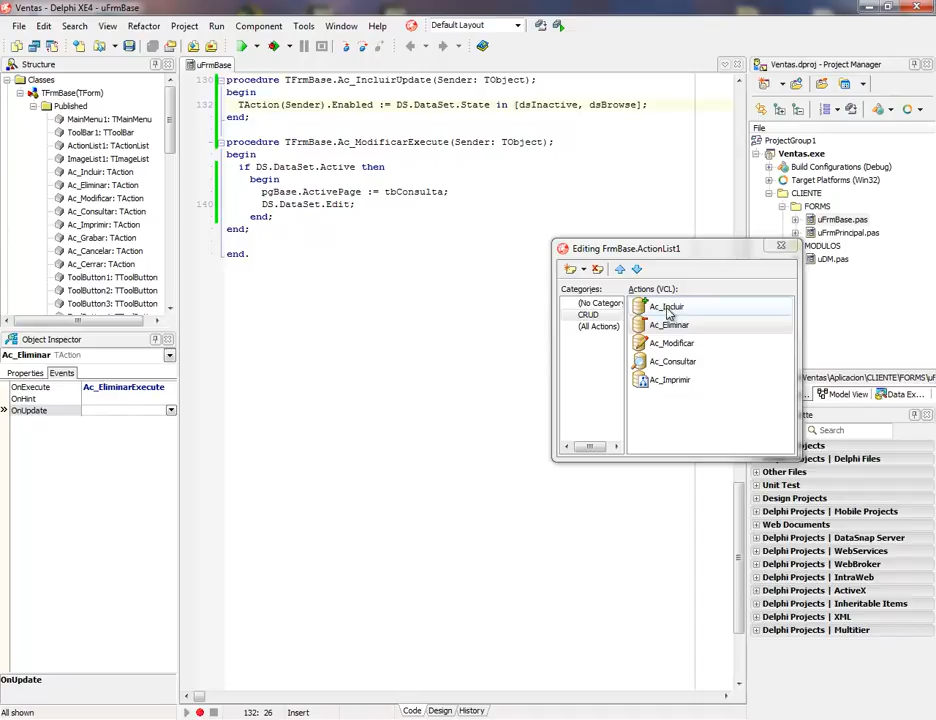 Ventas - Delphi XE4 - uFrmBase
File Edit Search View Refactor Project Run Component Tools Window Help Default Layout
Structure
Classes
TFrmBase(TForm)
Published
MainMenu1: TMainMenu
ToolBar1: TToolBar
ActionList1: TActionList
ImageList1: TImageList
Ac_Incluir: TAction
Ac_Eliminar: TAction
Ac_Modificar: TAction
Ac_Consultar: TAction
Ac_Imprimir: TAction
Ac_Grabar: TAction
Ac_Cancelar: TAction
Ac_Cerrar: TAction
ToolButton1: TToolButton
ToolButton2: TToolButton
ToolButton3: TToolButton
Object Inspector
Ac_Eliminar TAction
Properties Events
OnExecute Ac_EliminarExecute
OnHint
OnUpdate
OnUpdate
All shown
uFrmBase
130 procedure TFrmBase.Ac_IncluirUpdate(Sender: TObject);
begin
132 TAction(Sender).Enabled := DS.DataSet.State in [dsInactive, dsBrowse];
end;
procedure TFrmBase.Ac_ModificarExecute(Sender: TObject);
begin
if DS.DataSet.Active then
begin
pgBase.ActivePage := tbConsulta;
140 DS.DataSet.Edit;
end;
end;
end.
132: 26 Insert Code Design History
Editing FrmBase.ActionList1
Categories: Actions (VCL):
(No Categor
CRUD
(All Actions)
Ac_Incluir
Ac_Eliminar
Ac_Modificar
Ac_Consultar
Ac_Imprimir
Ventas.dproj - Project Manager
File
ProjectGroup1
Ventas.exe
Build Configurations (Debug)
Target Platforms (Win32)
CLIENTE
FORMS
uFrmBase.pas
uFrmPrincipal.pas
MODULOS
uDM.pas
Ventas\Aplicacion\CLIENTE\FORMS\u
Model View Data Ex...
Search
Delphi Projects | Delphi Files
Other Files
Unit Test
Design Projects
Delphi Projects | Mobile Projects
Web Documents
Delphi Projects | DataSnap Server
Delphi Projects | WebServices
Delphi Projects | WebBroker
Delphi Projects | IntraWeb
Delphi Projects | ActiveX
Delphi Projects | Inheritable Items
Delphi Projects | XML
Delphi Projects | Multitier